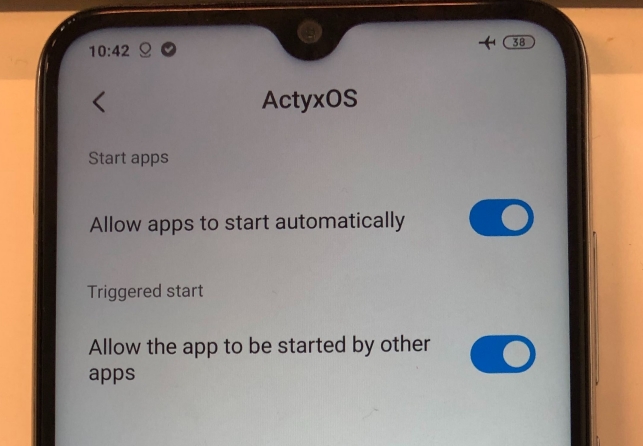 10:42 38
ActyxOS
Start apps
Allow apps to start automatically
Triggered start
Allow the app to be started by other
apps